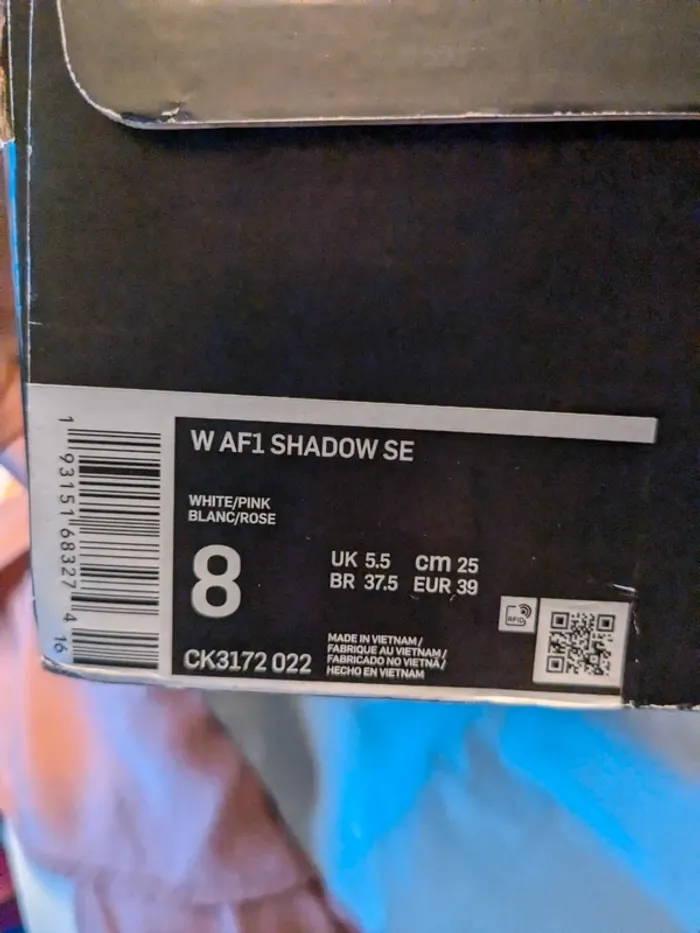 W AF1 SHADOW SE
WHITE/PINK
BLANC/ROSE
8
UK 5.5 cm 25
BR 37.5 EUR 39
CK3172 022
MADE IN VIETNAM/
FABRIQUE AU VIETNAM/
FABRICADO NO VIETNÃ/
HECHO EN VIETNAM
RFID
1 93151 68327 4 16